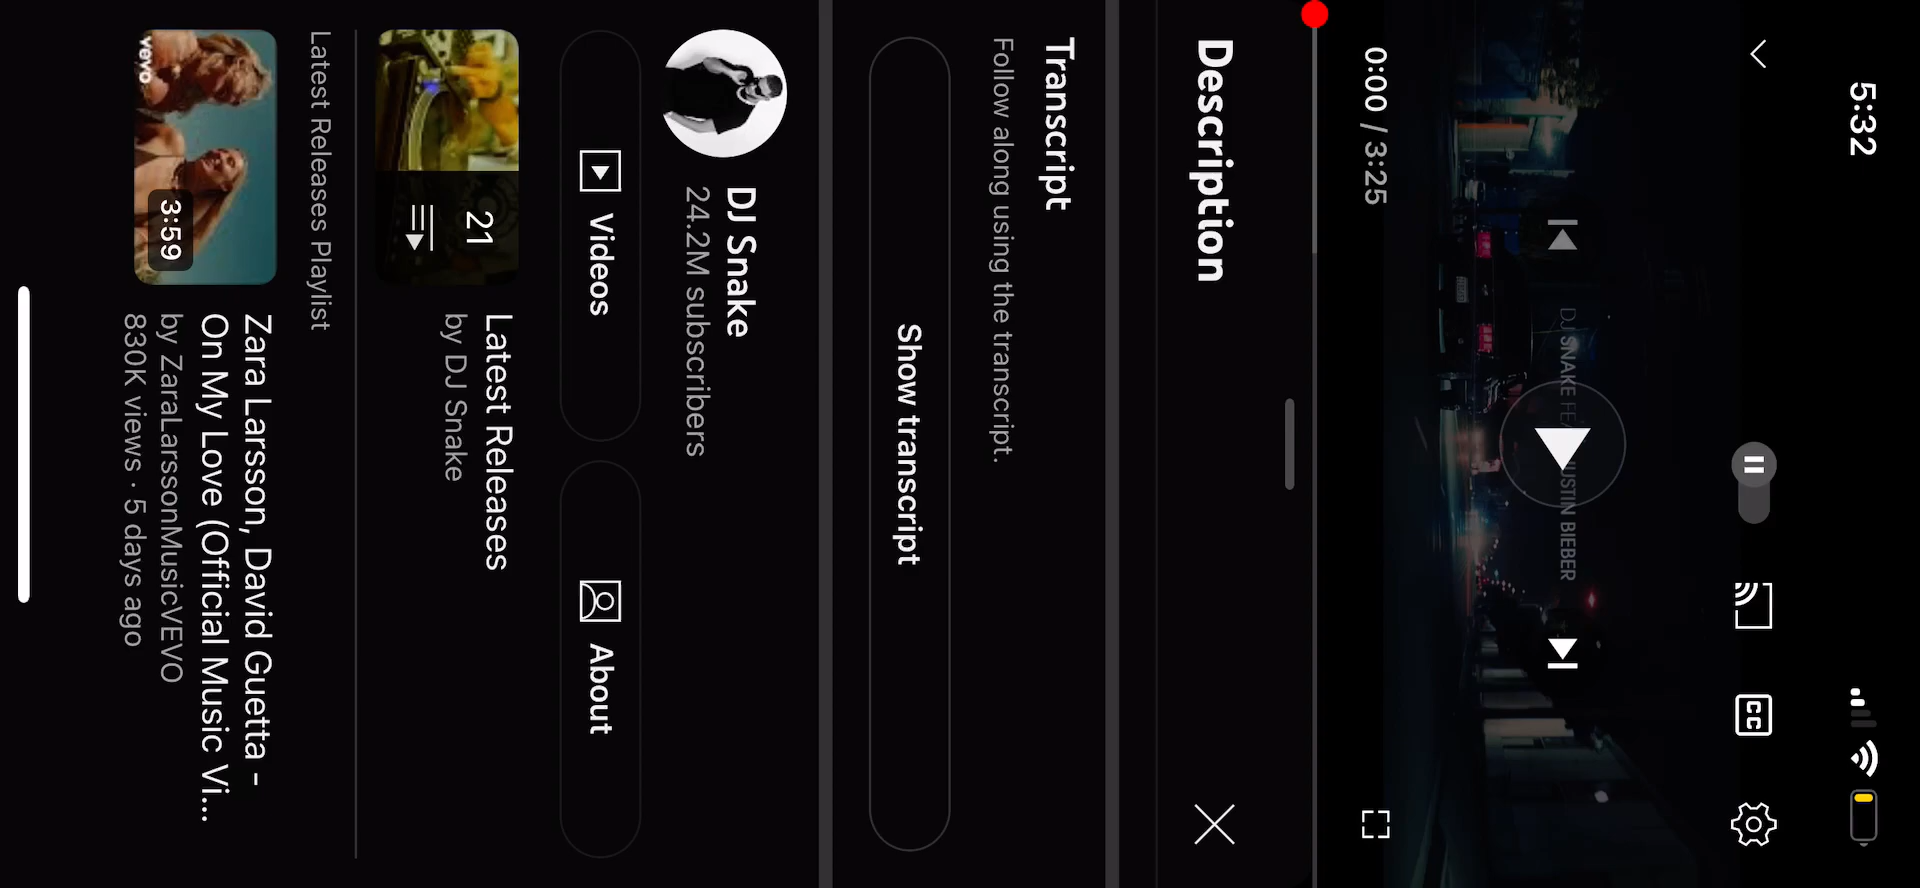 5:32
CC
DJ SNAKE FE
JUSTIN BIEBER
0:00 / 3:25
Description
Transcript
Follow along using the transcript.
Show transcript
DJ Snake
24.2M subscribers
Videos
About
21
Latest Releases
by DJ Snake
Latest Releases Playlist
vevo
3:59
Zara Larsson, David Guetta -
On My Love (Official Music Vi...
by ZaraLarssonMusicVEVO
830K views · 5 days ago